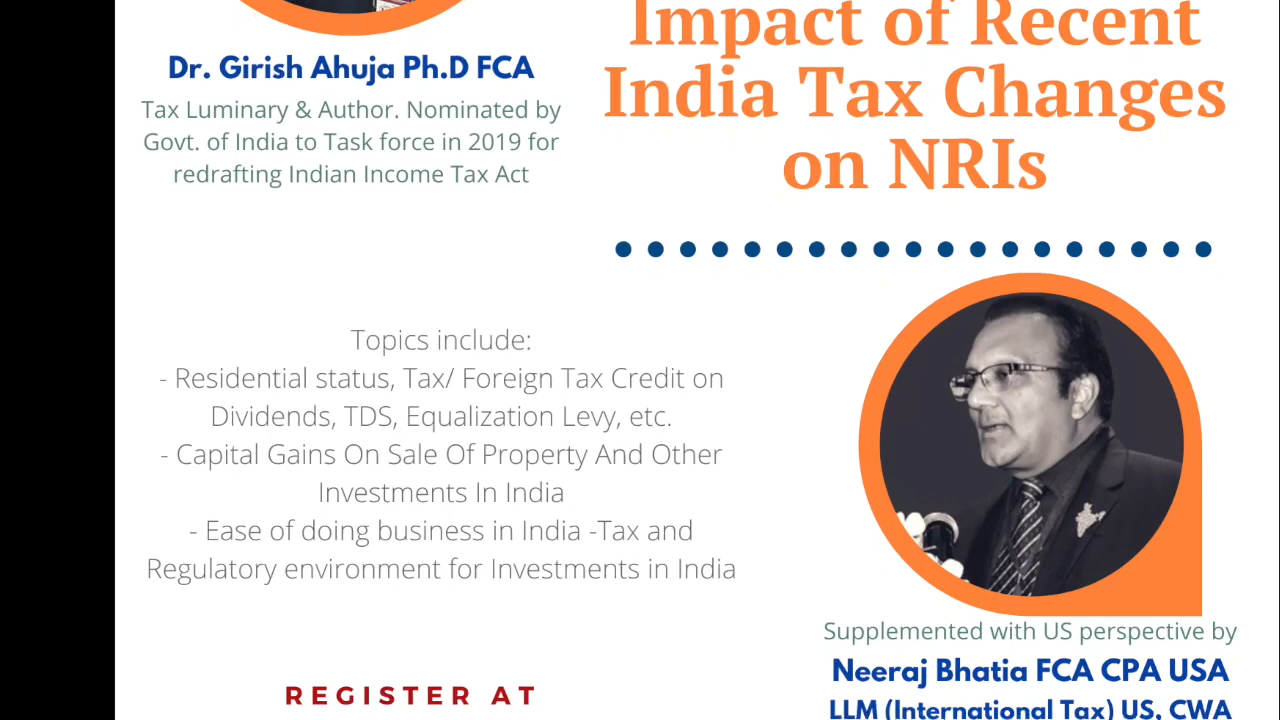 Dr. Girish Ahuja Ph.D FCA
Tax Luminary & Author. Nominated by
Govt. of India to Task force in 2019 for
redrafting Indian Income Tax Act
Impact of Recent
India Tax Changes
on NRIs
Topics include:
- Residential status, Tax/ Foreign Tax Credit on
Dividends, TDS, Equalization Levy, etc.
- Capital Gains On Sale Of Property And Other
Investments In India
- Ease of doing business in India -Tax and
Regulatory environment for Investments in India
Supplemented with US perspective by
Neeraj Bhatia FCA CPA USA
LLM (International Tax) US, CWA
REGISTER AT